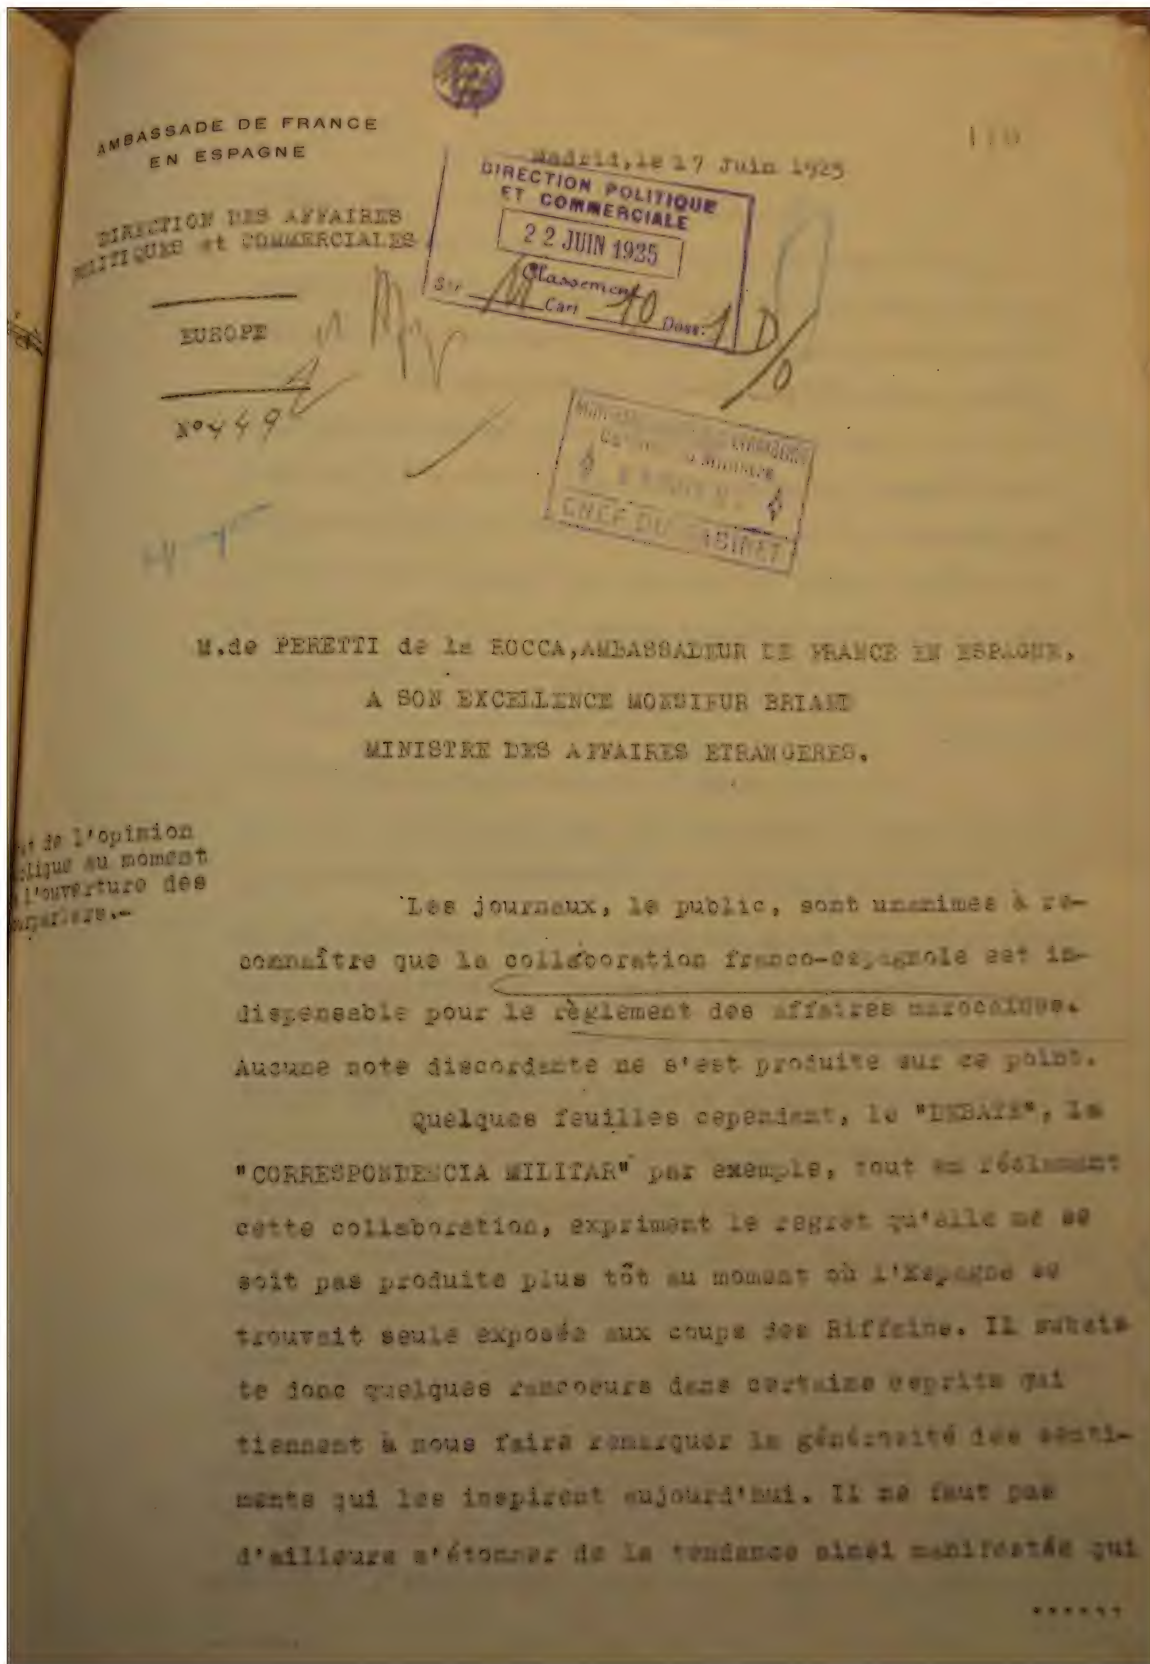 AMBASSADE DE FRANCE
EN ESPAGNE
Madrid, le 17 Juin 1925
DIRECTION DES AFFAIRES
POLITIQUES et COMMERCIALES
DIRECTION POLITIQUE
ET COMMERCIALE
22 JUIN 1925
Classement
Sér M Cart 10 Doss: 1
D
EUROPE
N° 449
CHEF DU CABINET
M.de PERETTI de la ROCCA,AMBASSADEUR DE FRANCE EN ESPAGNE,
A SON EXCELLENCE MONSIEUR BRIAND
MINISTRE DES AFFAIRES ETRANGERES.
de l'opinion
au moment
l'ouverture des
Les journaux, le public, sont unanimes à re-
connaître que la collaboration franco-espagnole est in-
dispensable pour le règlement des affaires marocaines.
Aucune note discordante ne s'est produite sur ce point.
Quelques feuilles cependant, le "DEBATE", la
"CORRESPONDENCIA MILITAR" par exemple, tout en réclamant
cette collaboration, expriment le regret qu'elle ne se
soit pas produite plus tôt au moment où l'Espagne se
trouvait seule exposée aux coups des Riffains. Il subsis-
te donc quelques rancoeurs dans certains esprits qui
tiennent à nous faire remarquer la générosité des senti-
ments qui les inspirent aujourd'hui. Il ne faut pas
d'ailleurs s'étonner de la tendance ainsi manifestée qui
......